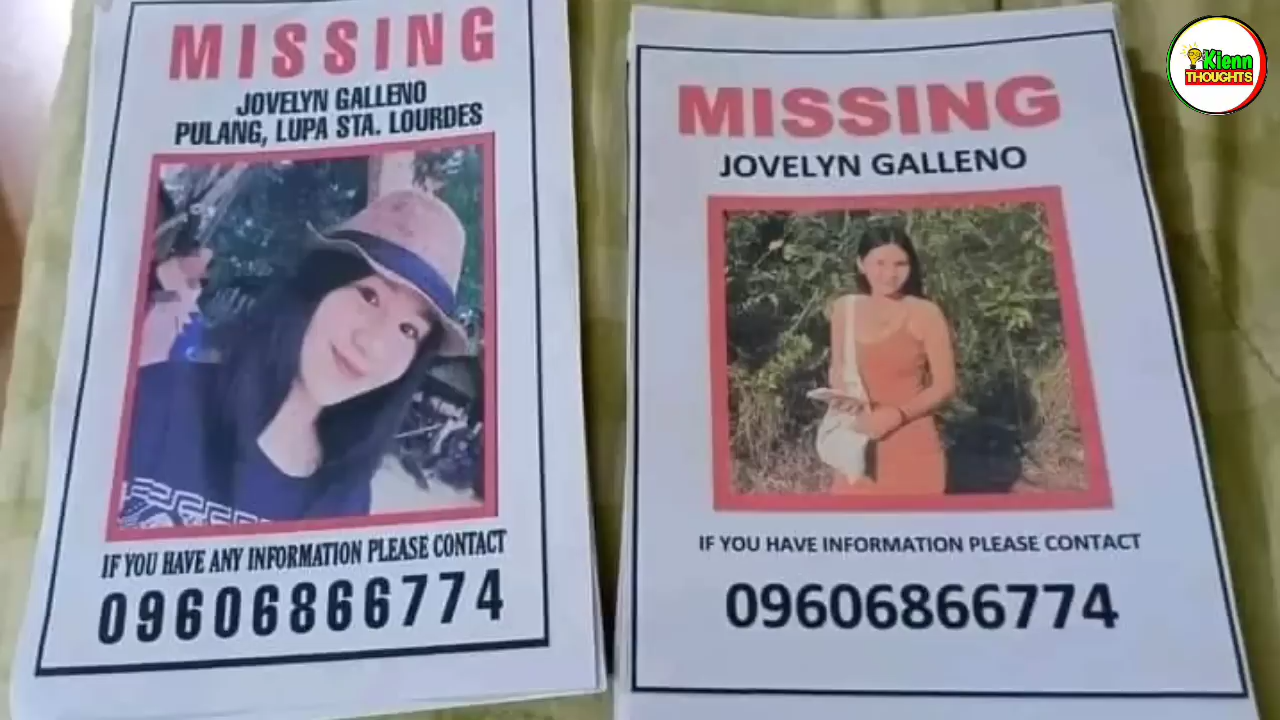 MISSING
JOVELYN GALLENO
PULANG, LUPA STA. LOURDES
IF YOU HAVE ANY INFORMATION PLEASE CONTACT
09606866774
MISSING
JOVELYN GALLENO
IF YOU HAVE INFORMATION PLEASE CONTACT
09606866774
Klenn
THOUGHTS